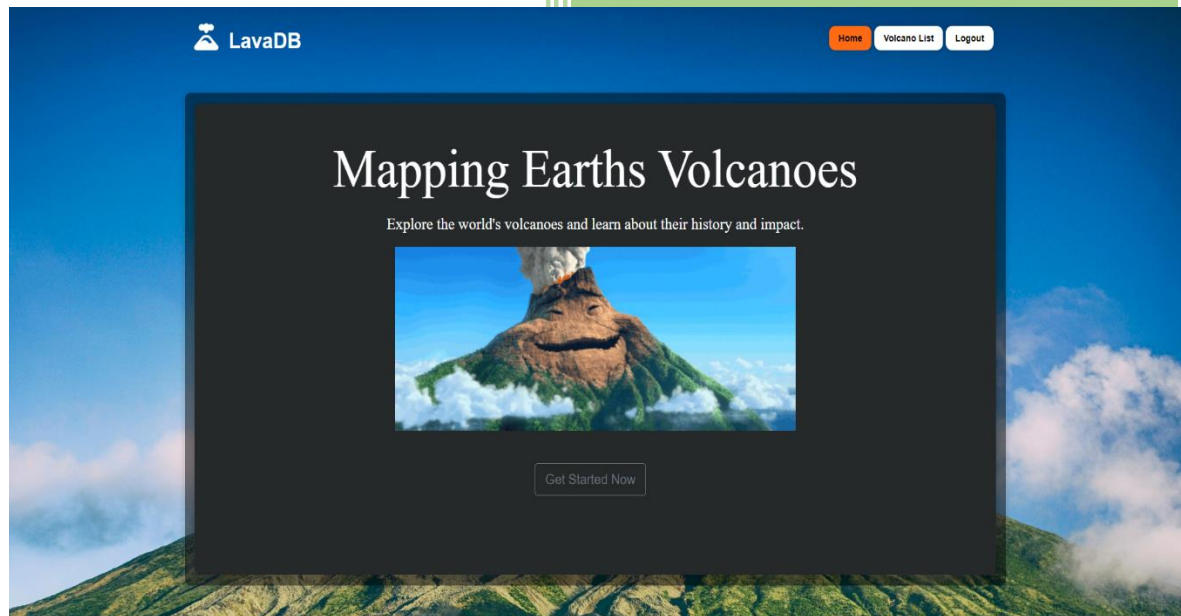 LavaDB
Home Volcano List Logout
Mapping Earths Volcanoes
Explore the world's volcanoes and learn about their history and impact.
Get Started Now